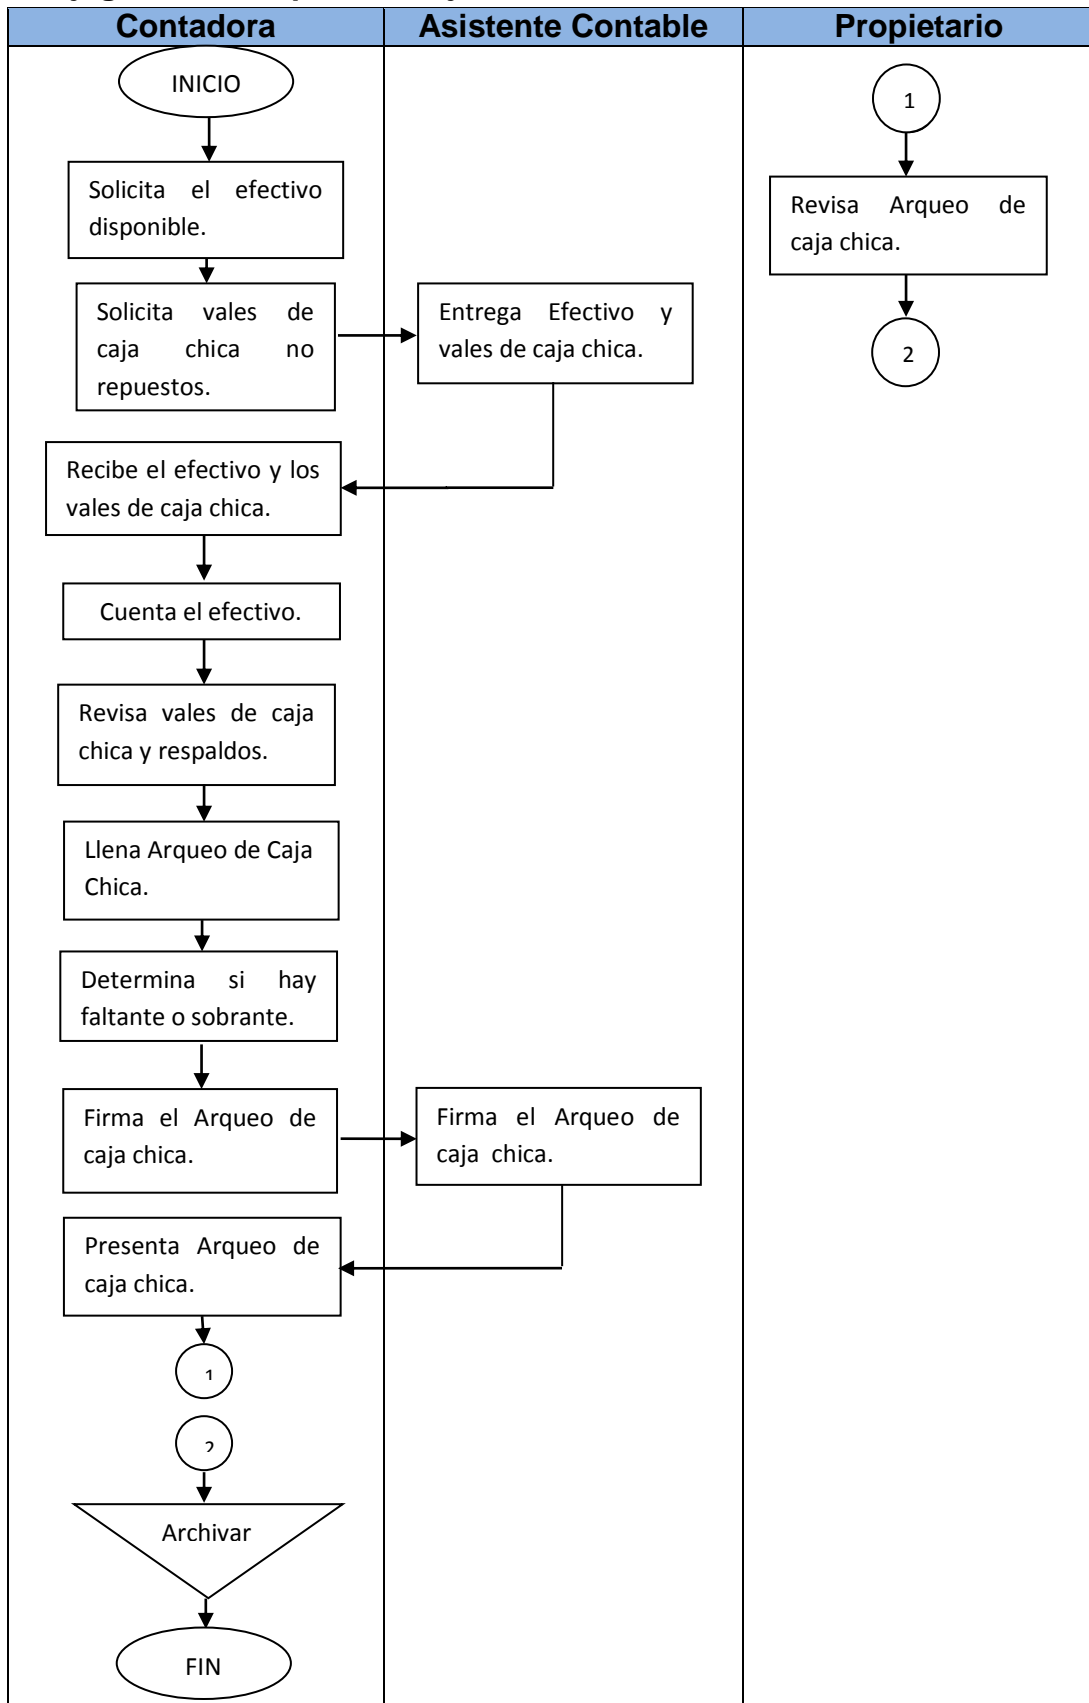 Contadora
Asistente Contable
Propietario
INICIO
Solicita el efectivo
disponible.
Solicita vales de
caja chica no
repuestos.
Entrega Efectivo y
vales de caja chica.
Recibe el efectivo y los
vales de caja chica.
Cuenta el efectivo.
Revisa vales de caja
chica y respaldos.
Llena Arqueo de Caja
Chica.
Determina si hay
faltante o sobrante.
Firma el Arqueo de
caja chica.
Firma el Arqueo de
caja chica.
Presenta Arqueo de
caja chica.
1
2
Archivar
FIN
1
Revisa Arqueo de
caja chica.
2